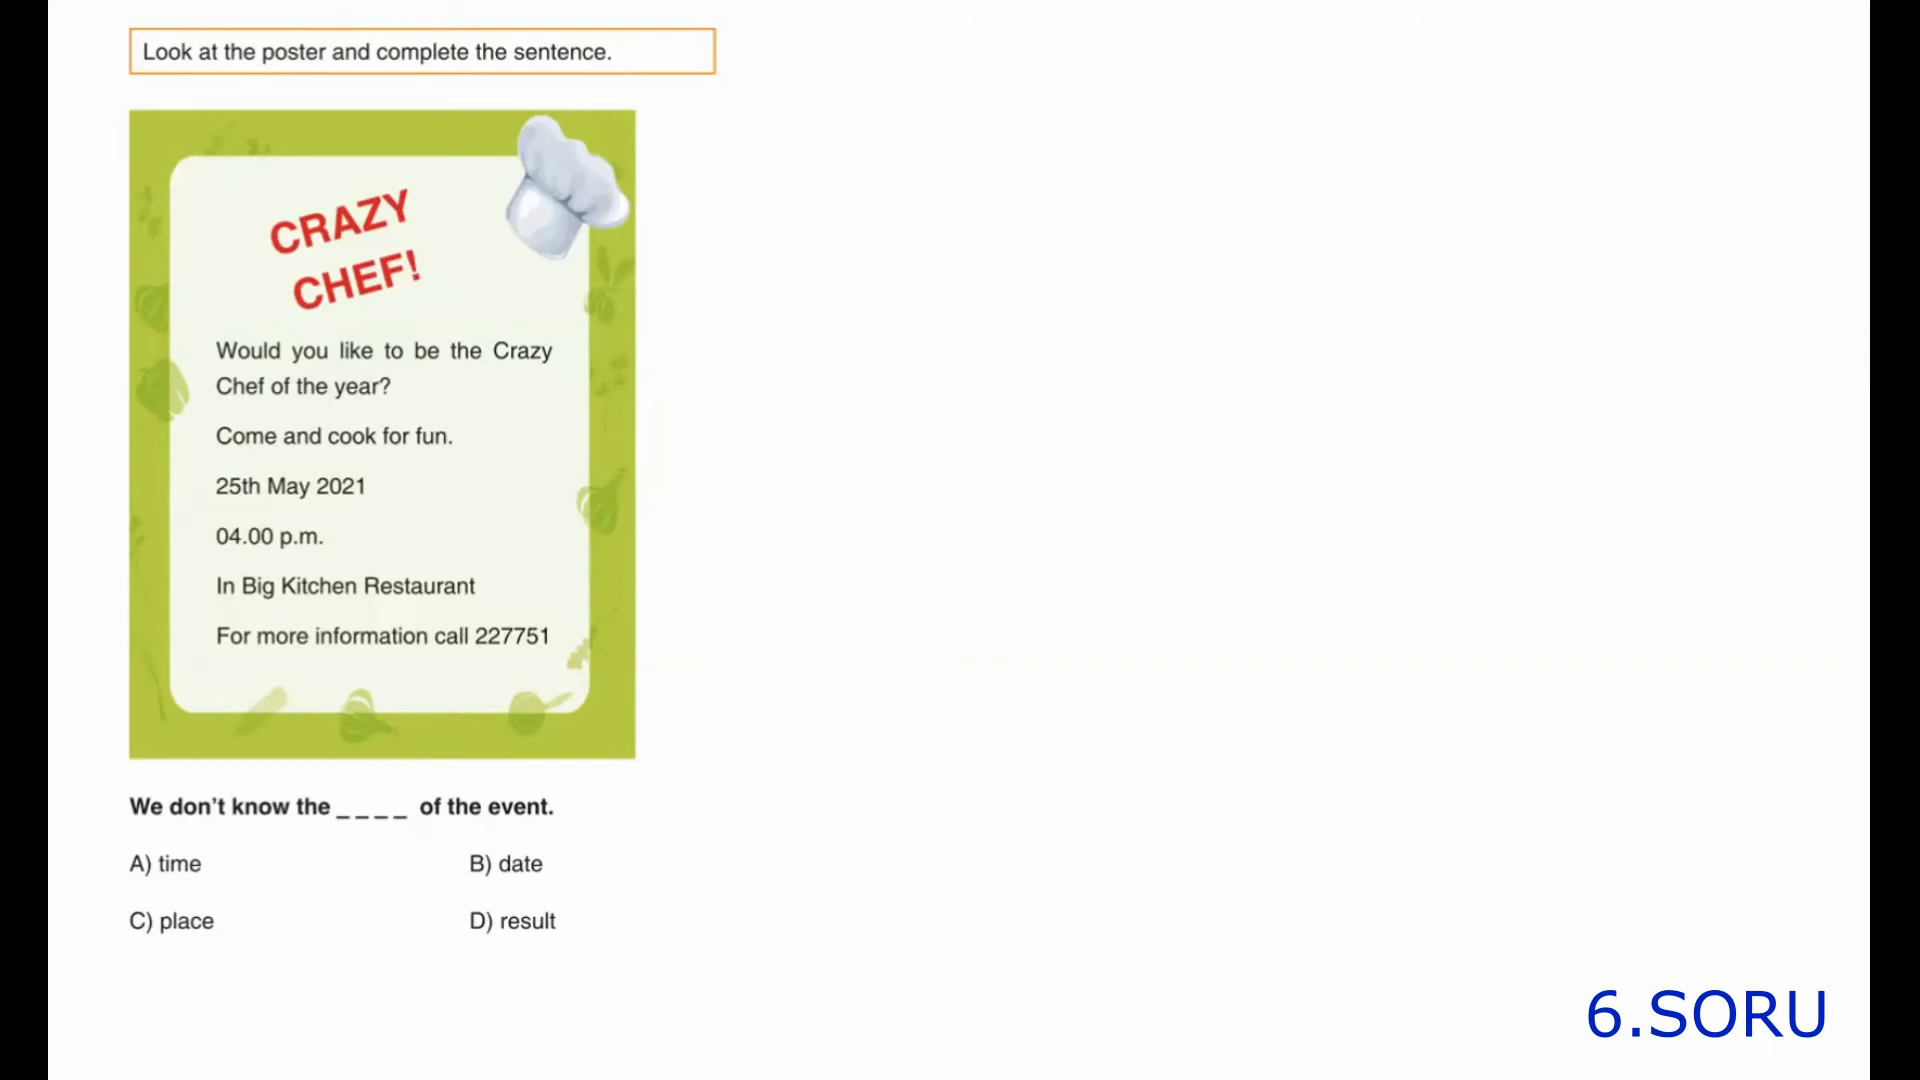 Look at the poster and complete the sentence.
CRAZY
CHEF!
Would you like to be the Crazy
Chef of the year?
Come and cook for fun.
25th May 2021
04.00 p.m.
In Big Kitchen Restaurant
For more information call 227751
We don't know the _ _ _ _ of the event.
A) time
B) date
C) place
D) result
6.SORU